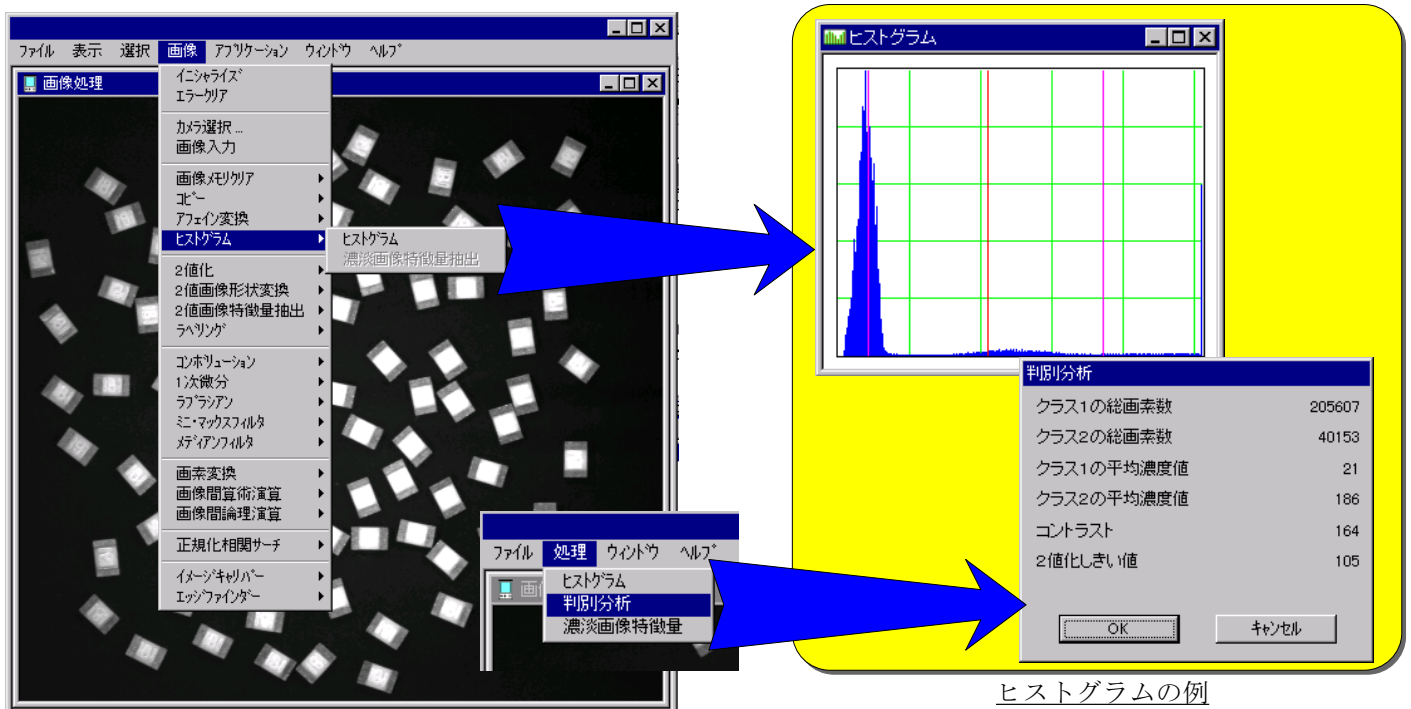 ファイル 表示 選択 画像 アプリケーション ウィンドウ ヘルプ
画像処理
イニシャライズ
エラークリア
カメラ選択 ...
画像入力
画像メモリクリア
コピー
アフェイン変換
ヒストグラム
2値化
2値画像形状変換
2値画像特徴量抽出
ラベリング
コンボリューション
1次微分
ラプラシアン
ミニ・マックスフィルタ
メディアンフィルタ
画素変換
画像間算術演算
画像間論理演算
正規化相関サーチ
イメージキャリパー
エッジファインダー
ヒストグラム
濃淡画像特徴量抽出
ファイル 処理 ウィンドウ ヘルプ
画
ヒストグラム
判別分析
濃淡画像特徴量
ヒストグラム
判別分析
クラス1の総画素数 205607
クラス2の総画素数 40153
クラス1の平均濃度値 21
クラス2の平均濃度値 186
コントラスト 164
2値化しきい値 105
OK キャンセル
ヒストグラムの例